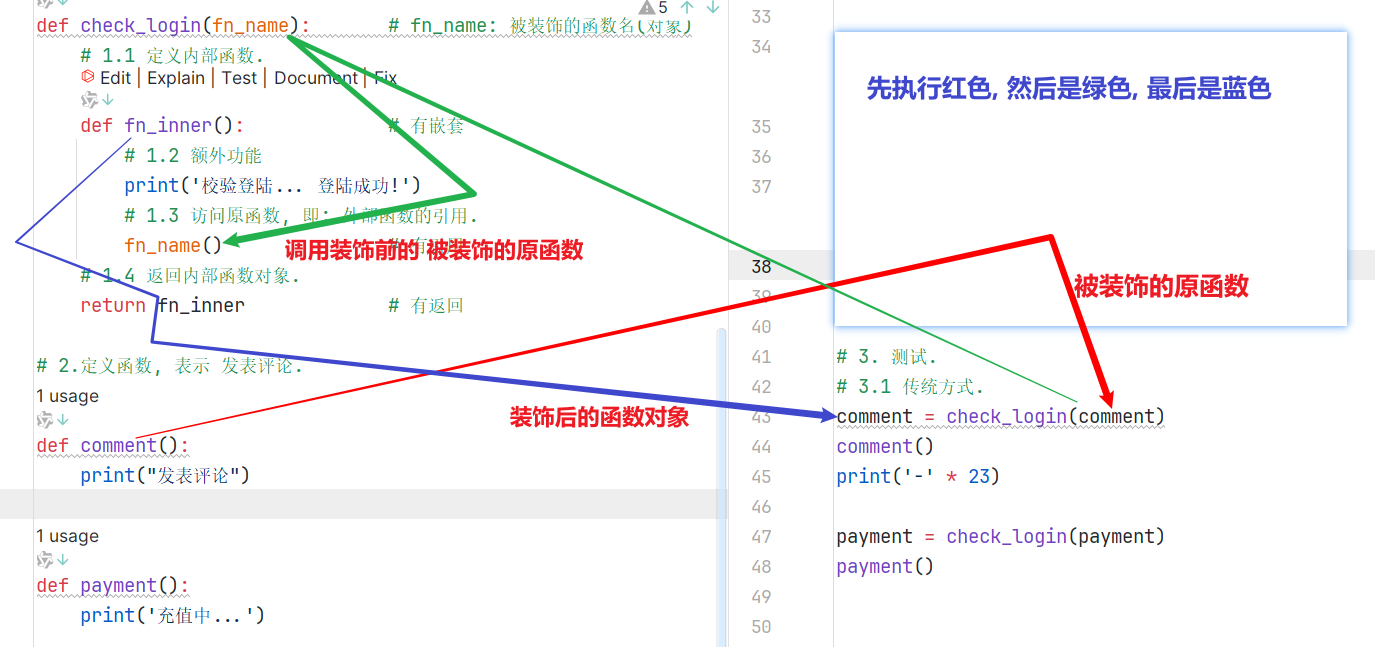 5
def check_login(fn_name): # fn_name: 被装饰的函数名(对象)
# 1.1 定义内部函数.
Edit | Explain | Test | Document | Fix
def fn_inner(): # 有嵌套
# 1.2 额外功能
print('校验登陆... 登陆成功!')
# 1.3 访问原函数, 即: 外部函数的引用.
fn_name() # 有
调用装饰前的 被装饰的原函数
# 1.4 返回内部函数对象.
return fn_inner # 有返回
# 2.定义函数, 表示 发表评论.
1 usage
装饰后的函数对象
def comment():
print("发表评论")
1 usage
def payment():
print('充值中...')
33
34
先执行红色, 然后是绿色, 最后是蓝色
35
36
37
38
被装饰的原函数
39
40
41 # 3. 测试.
42 # 3.1 传统方式.
43 comment = check_login(comment)
44 comment()
45 print('-' * 23)
46
47 payment = check_login(payment)
48 payment()
49
50